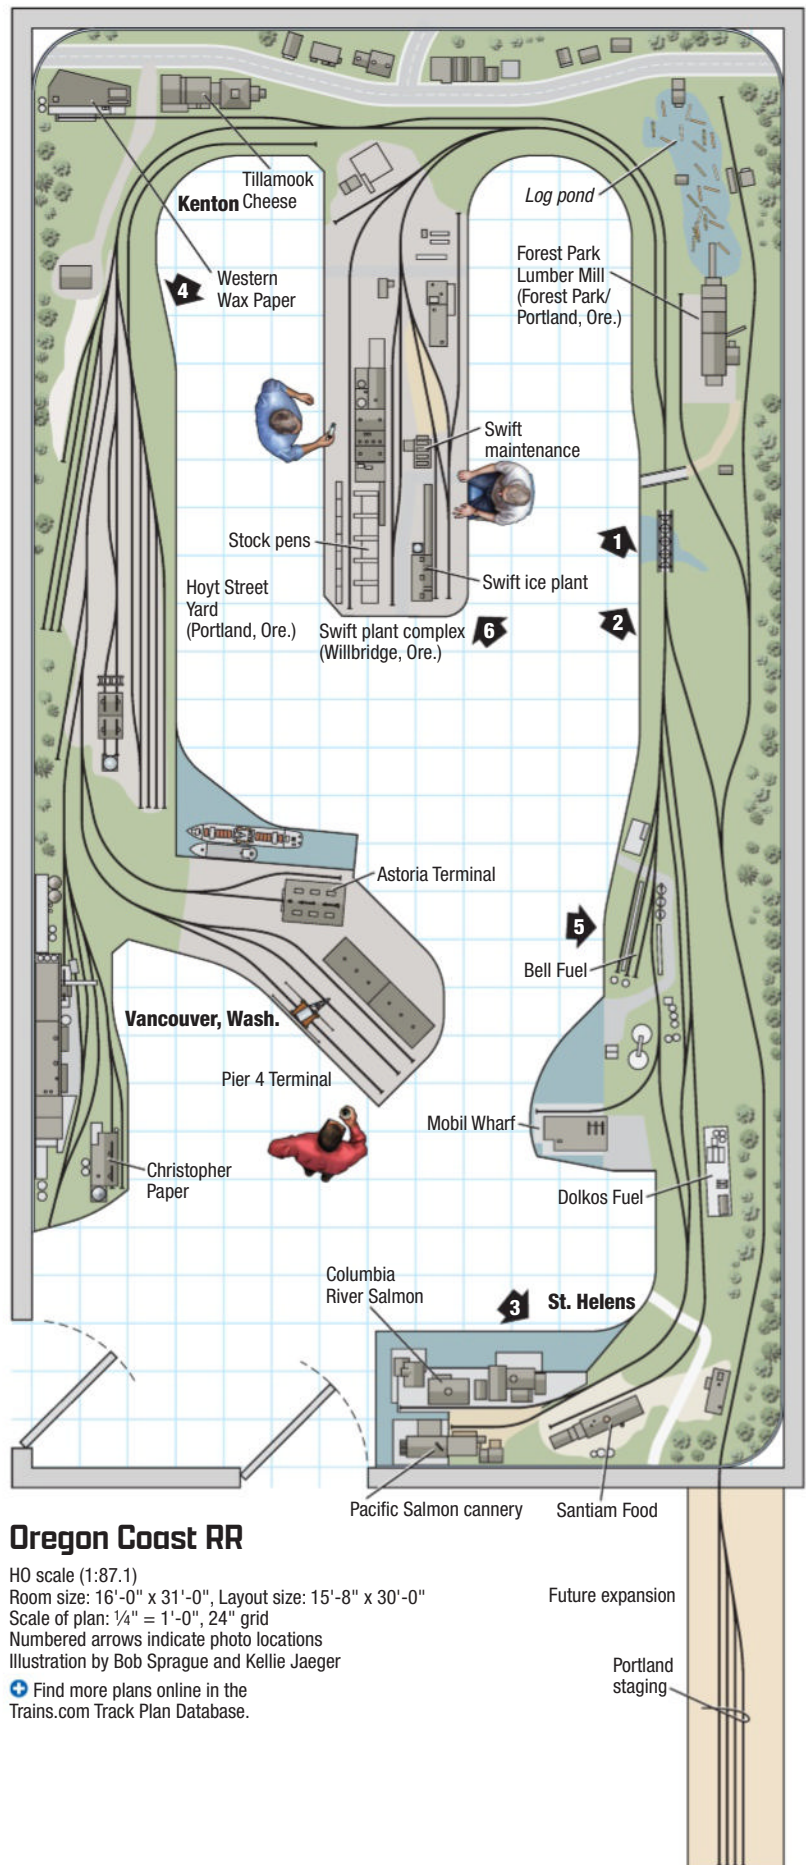 Tillamook
Cheese
Kenton
Western
Wax Paper
4
Log pond
Forest Park
Lumber Mill
(Forest Park/
Portland, Ore.)
Swift
maintenance
Stock pens
1
Swift ice plant
Hoyt Street
Yard
(Portland, Ore.)
2
Swift plant complex
(Willbridge, Ore.)
6
Astoria Terminal
5
Bell Fuel
Vancouver, Wash.
Pier 4 Terminal
Mobil Wharf
Christopher
Paper
Dolkos Fuel
Columbia
River Salmon
3
St. Helens
Pacific Salmon cannery
Santiam Food
Oregon Coast RR
HO scale (1:87.1)
Room size: 16'-0" x 31'-0", Layout size: 15'-8" x 30'-0"
Scale of plan: ¼" = 1'-0", 24" grid
Numbered arrows indicate photo locations
Illustration by Bob Sprague and Kellie Jaeger
Find more plans online in the
Trains.com Track Plan Database.
Future expansion
Portland
staging